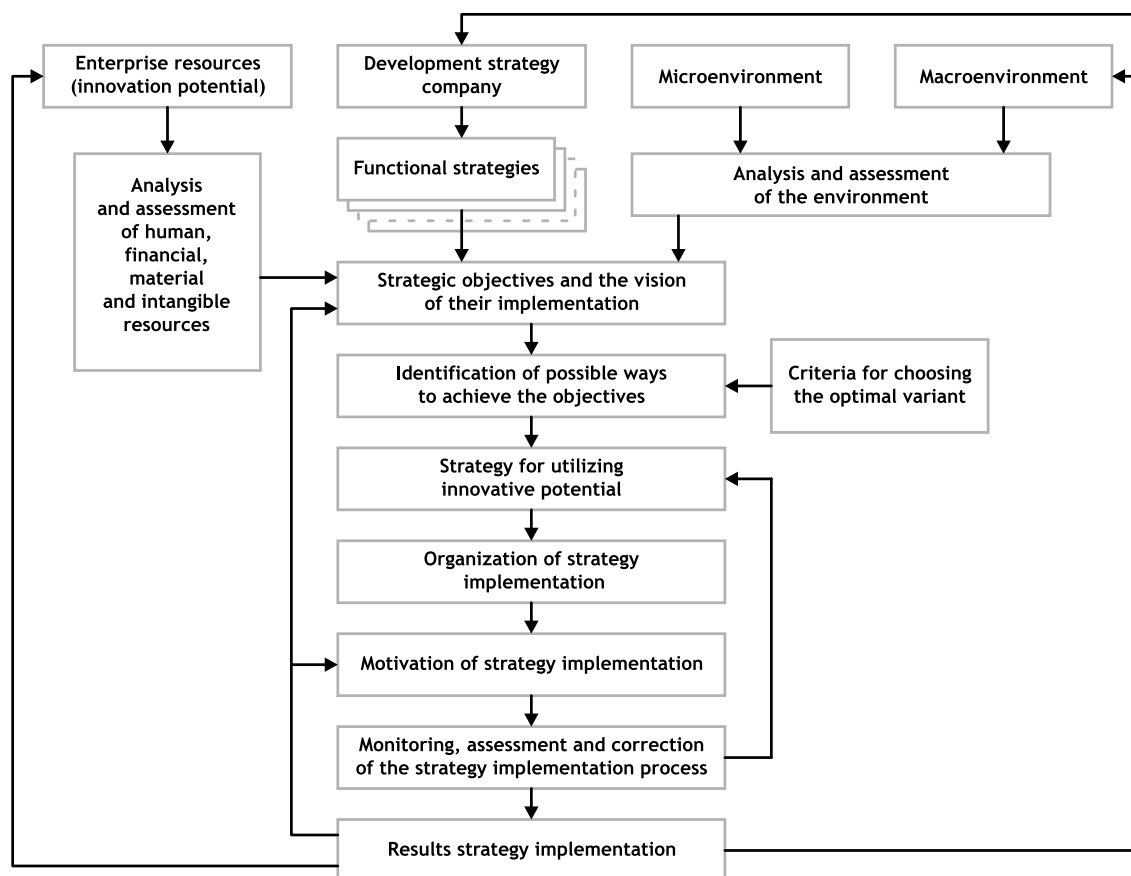 Enterprise resources
(innovation potential)
Development strategy
company
Microenvironment
Macroenvironment
Functional strategies
Analysis and assessment
of the environment
Analysis
and assessment
of human,
financial,
material
and intangible
resources
Strategic objectives and the vision
of their implementation
Identification of possible ways
to achieve the objectives
Criteria for choosing
the optimal variant
Strategy for utilizing
innovative potential
Organization of strategy
implementation
Motivation of strategy implementation
Monitoring, assessment and correction
of the strategy implementation process
Results strategy implementation